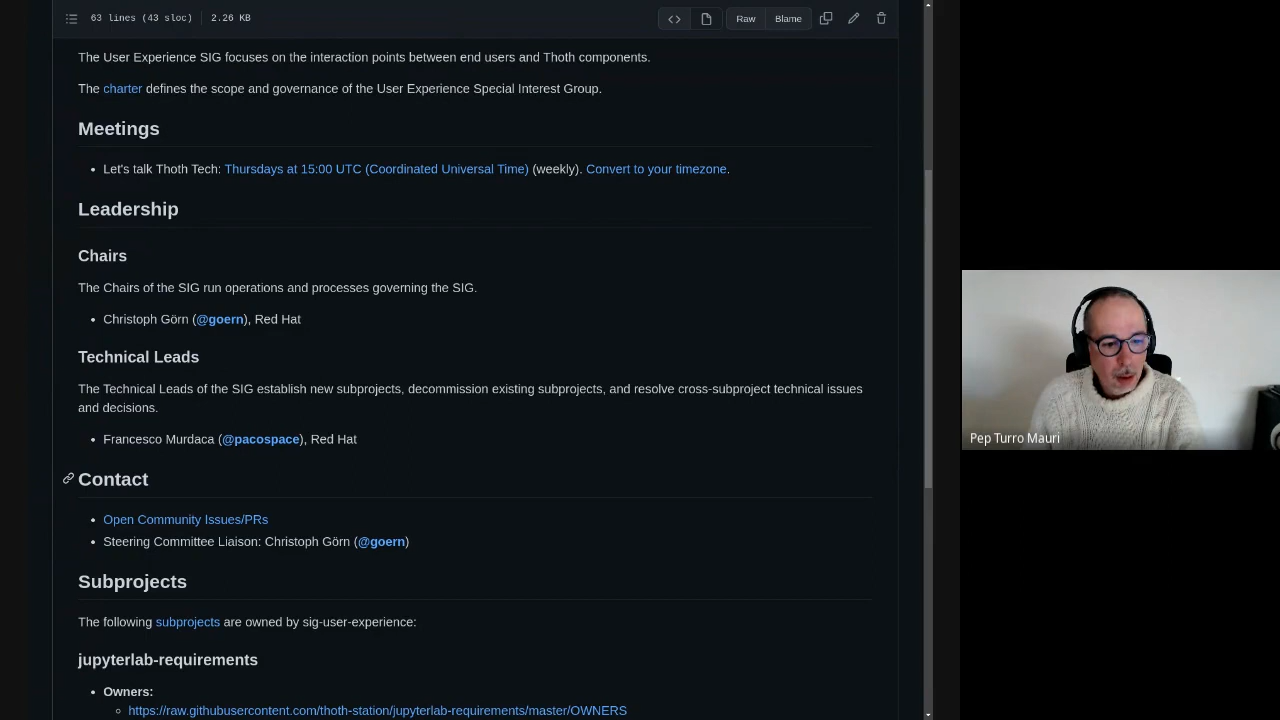 63 lines (43 sloc) 2.26 KB Raw Blame
The User Experience SIG focuses on the interaction points between end users and Thoth components.
The charter defines the scope and governance of the User Experience Special Interest Group.
Meetings
Let's talk Thoth Tech: Thursdays at 15:00 UTC (Coordinated Universal Time) (weekly). Convert to your timezone.
Leadership
Chairs
The Chairs of the SIG run operations and processes governing the SIG.
Christoph Görn (@goern), Red Hat
Technical Leads
The Technical Leads of the SIG establish new subprojects, decommission existing subprojects, and resolve cross-subproject technical issues
and decisions.
Francesco Murdaca (@pacospace), Red Hat
Contact
Open Community Issues/PRs
Steering Committee Liaison: Christoph Görn (@goern)
Subprojects
The following subprojects are owned by sig-user-experience:
jupyterlab-requirements
Owners:
https://raw.githubusercontent.com/thoth-station/jupyterlab-requirements/master/OWNERS
Pep Turro Mauri